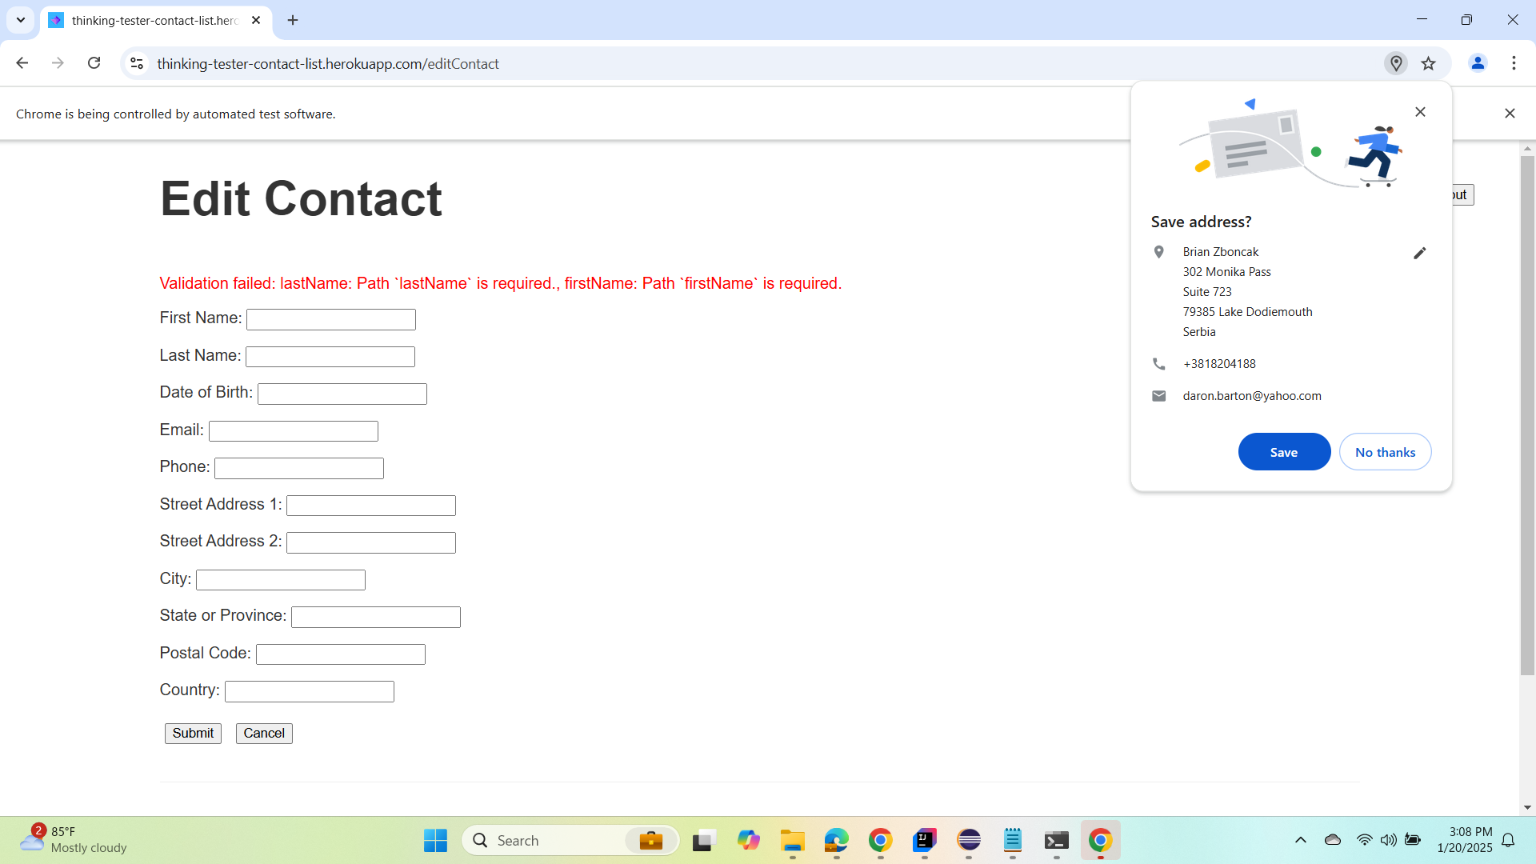 thinking-tester-contact-list.herc
thinking-tester-contact-list.herokuapp.com/editContact
Chrome is being controlled by automated test software.
Edit Contact
Validation failed: lastName: Path `lastName` is required., firstName: Path `firstName` is required.
First Name:
Last Name:
Date of Birth:
Email:
Phone:
Street Address 1:
Street Address 2:
City:
State or Province:
Postal Code:
Country:
Submit
Cancel
out
Save address?
Brian Zboncak
302 Monika Pass
Suite 723
79385 Lake Dodiemouth
Serbia
+3818204188
daron.barton@yahoo.com
Save
No thanks
2
85°F
Mostly cloudy
Search
3:08 PM
1/20/2025